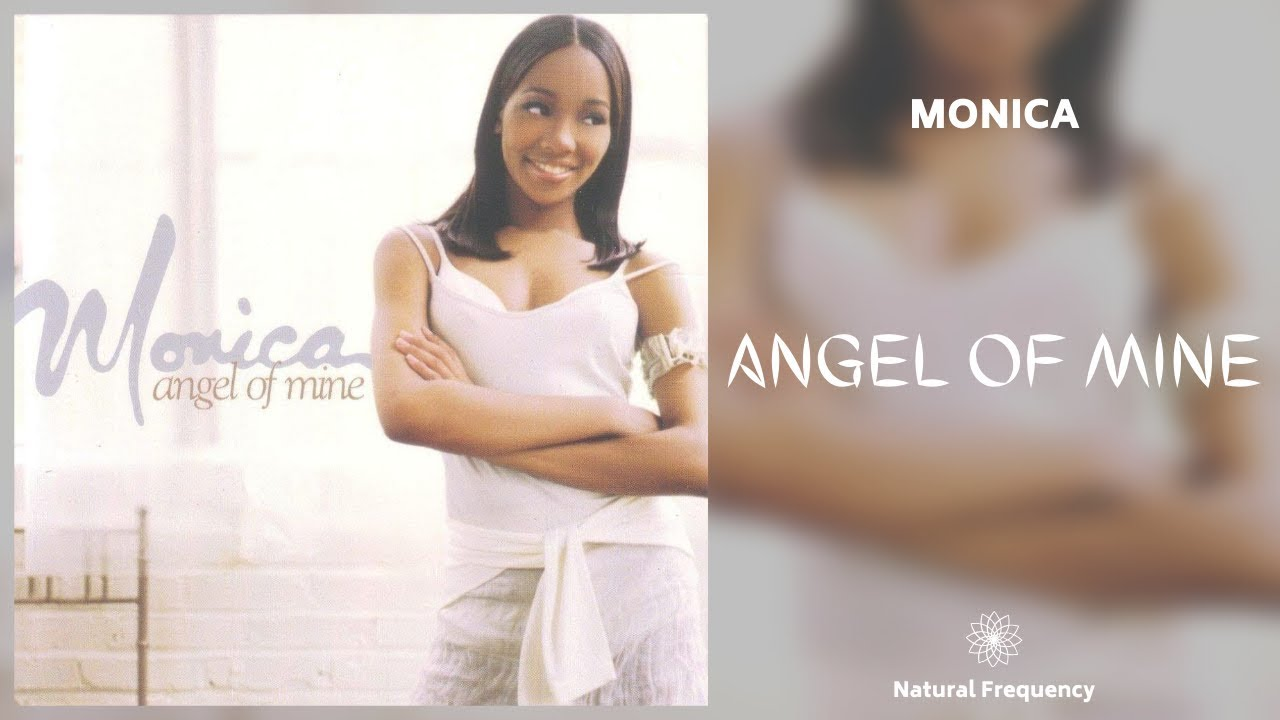 Monica
angel of mine
MONICA
ANGEL OF MINE
Natural Frequency